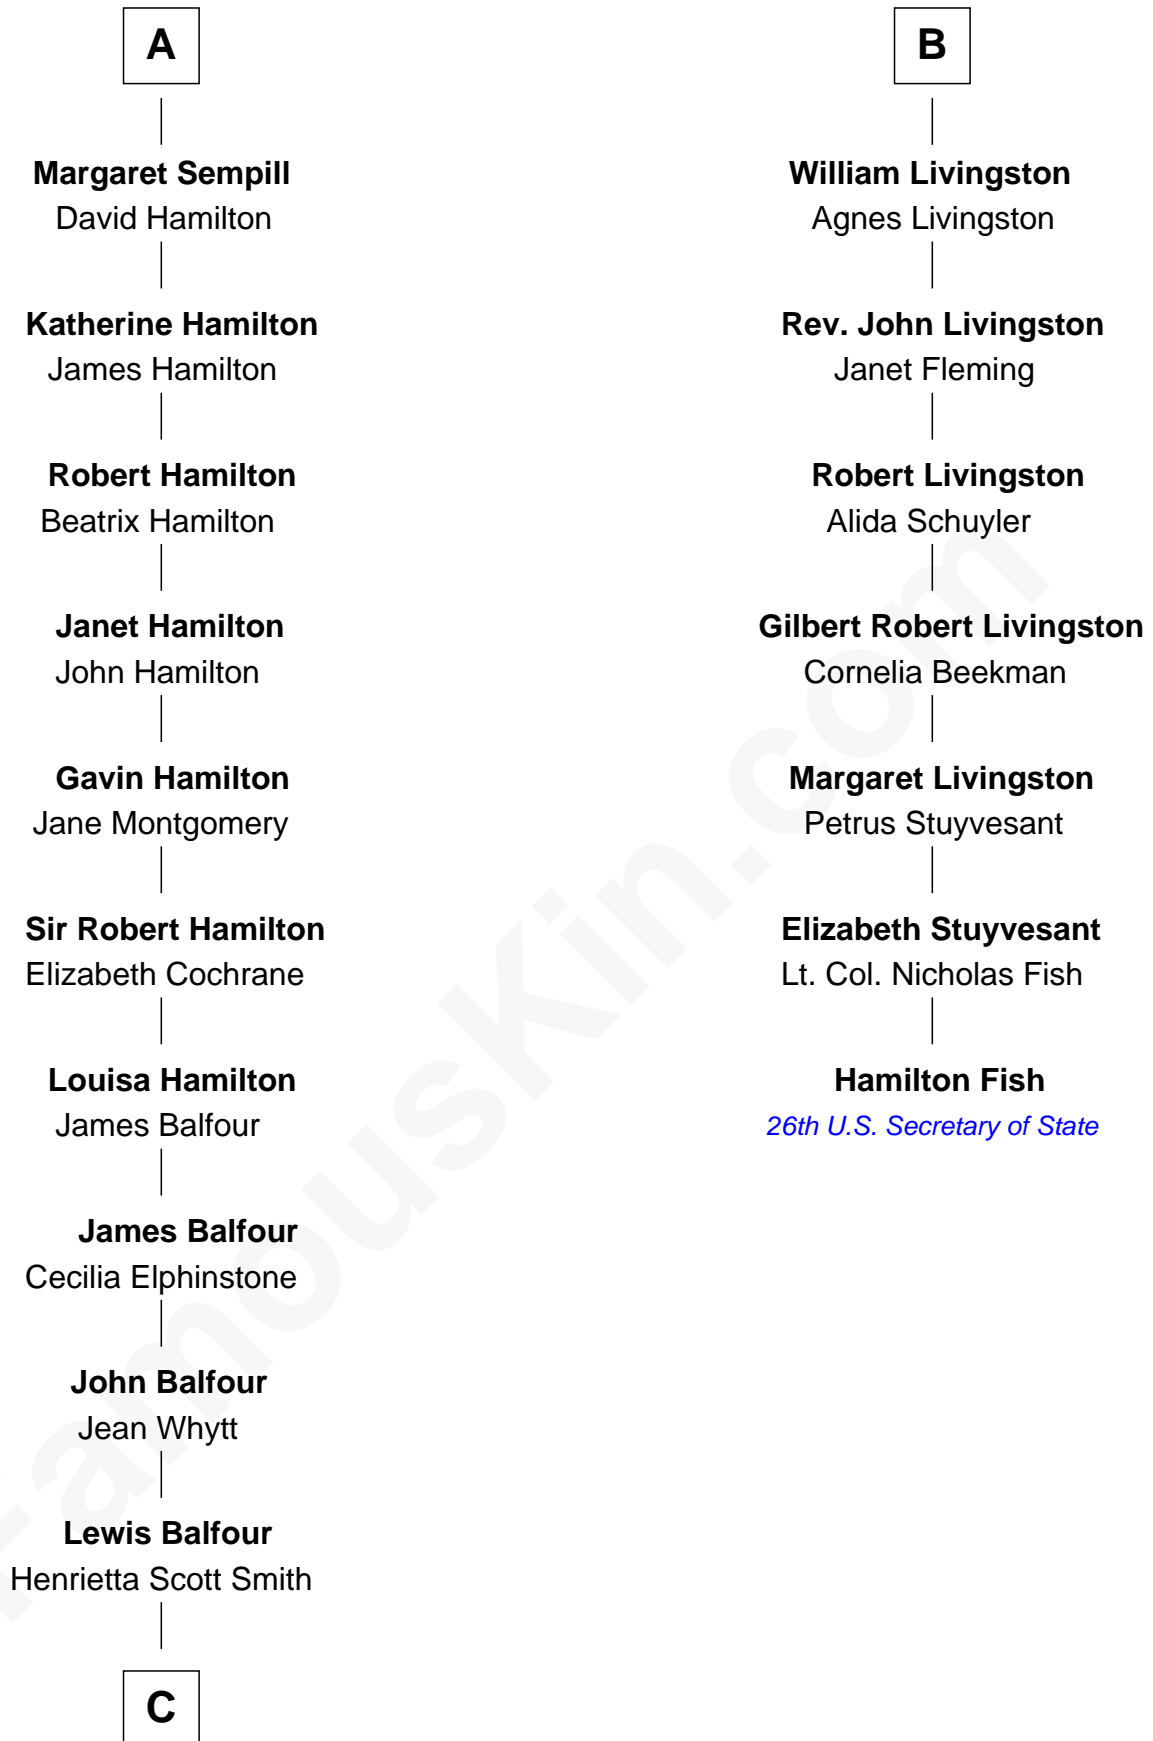 A
Margaret Sempill
David Hamilton
Katherine Hamilton
James Hamilton
Robert Hamilton
Beatrix Hamilton
Janet Hamilton
John Hamilton
Gavin Hamilton
Jane Montgomery
Sir Robert Hamilton
Elizabeth Cochrane
Louisa Hamilton
James Balfour
James Balfour
Cecilia Elphinstone
John Balfour
Jean Whytt
Lewis Balfour
Henrietta Scott Smith
C
B
William Livingston
Agnes Livingston
Rev. John Livingston
Janet Fleming
Robert Livingston
Alida Schuyler
Gilbert Robert Livingston
Cornelia Beekman
Margaret Livingston
Petrus Stuyvesant
Elizabeth Stuyvesant
Lt. Col. Nicholas Fish
Hamilton Fish
26th U.S. Secretary of State
FamousKin.com